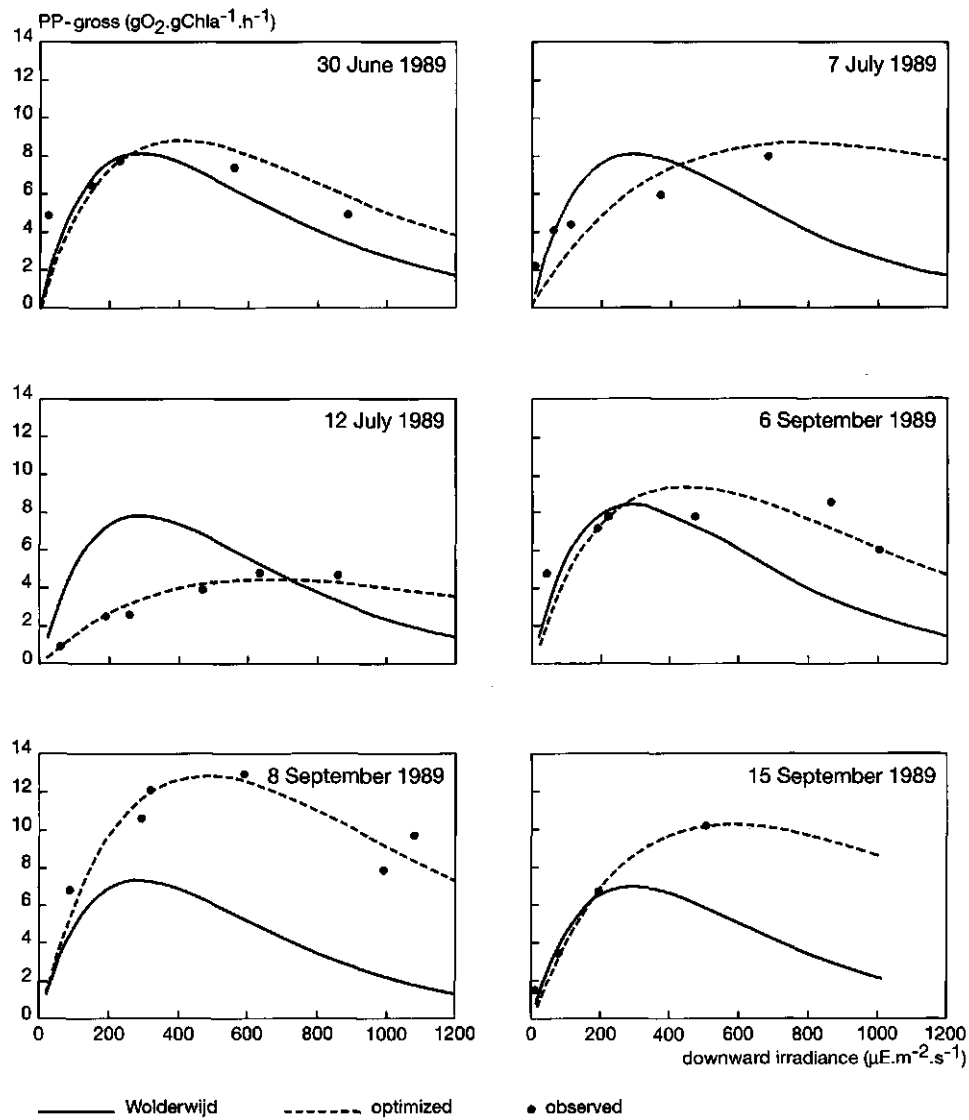 PP-gross (gO₂.gChla⁻¹.h⁻¹)
14
12
10
8
6
4
2
0
30 June 1989
7 July 1989
14
12
10
8
6
4
2
0
12 July 1989
6 September 1989
14
12
10
8
6
4
2
0
8 September 1989
15 September 1989
0 200 400 600 800 1000 1200
0 200 400 600 800 1000 1200
downward irradiance (µE.m⁻².s⁻¹)
Wolderwijd optimized observed